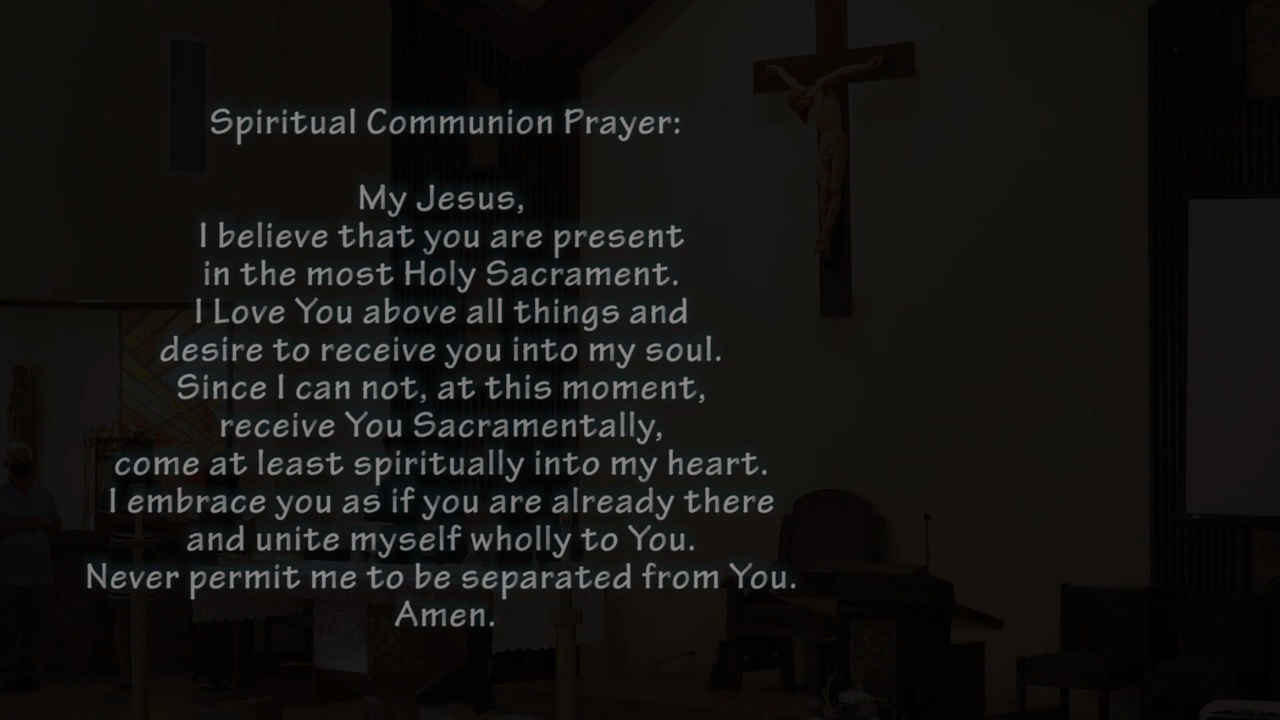 Spiritual Communion Prayer:
My Jesus,
I believe that you are present
in the most Holy Sacrament.
I Love You above all things and
desire to receive you into my soul.
Since I can not, at this moment,
receive You Sacramentally,
come at least spiritually into my heart.
I embrace you as if you are already there
and unite myself wholly to You.
Never permit me to be separated from You.
Amen.